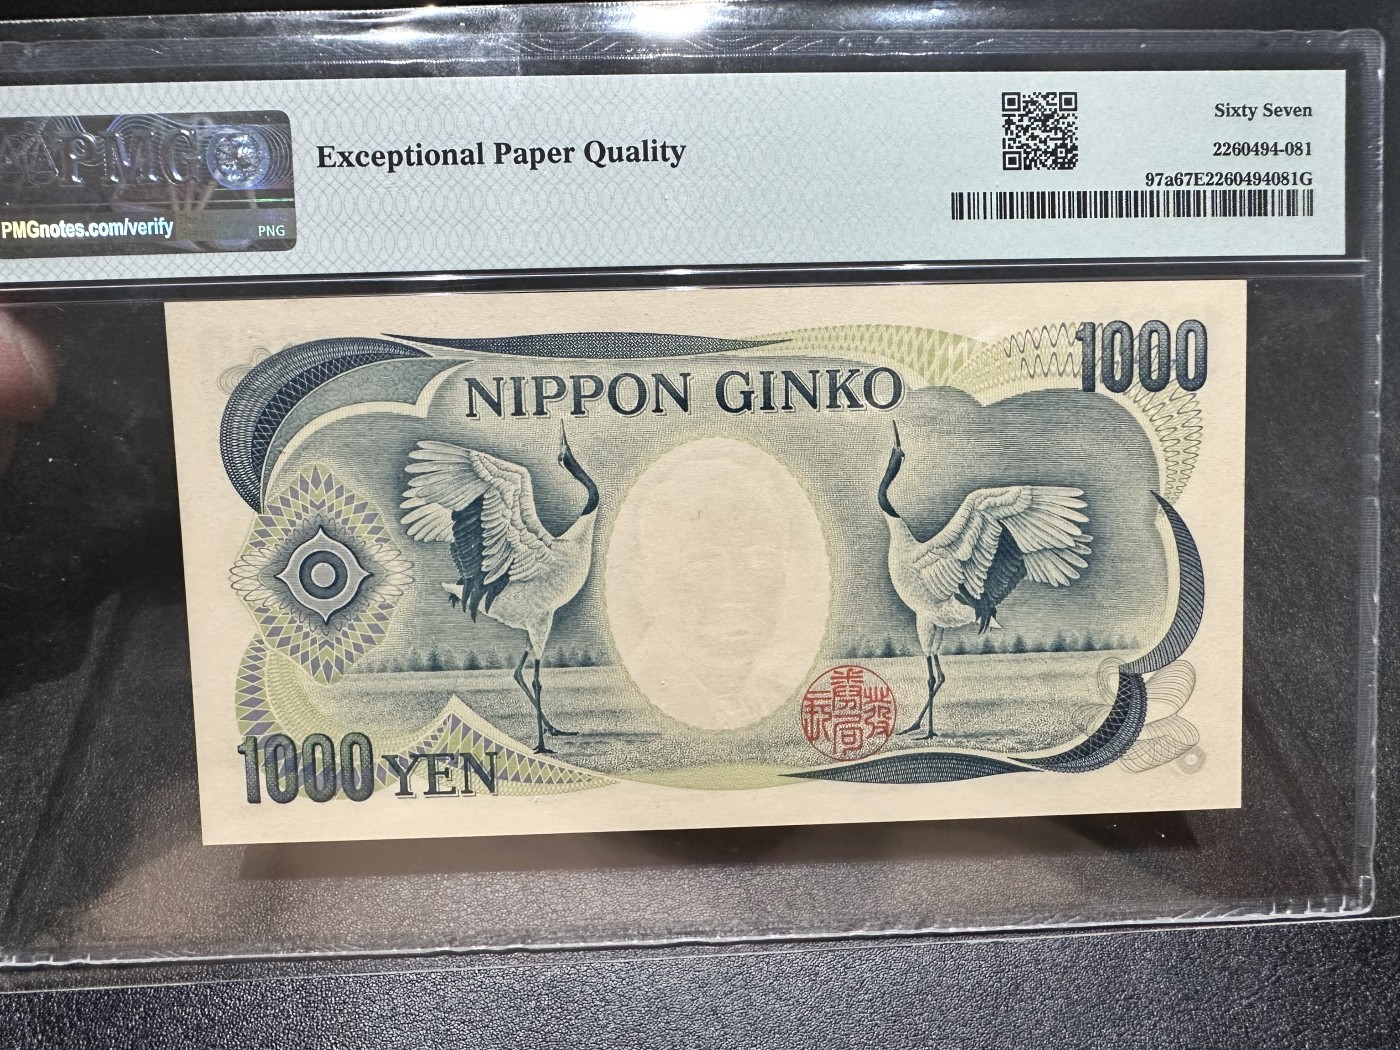 PMG
PMGnotes.com/verify
PNG
Exceptional Paper Quality
Sixty Seven
2260494-081
97a67E2260494081G
1000
NIPPON GINKO
1000 YEN